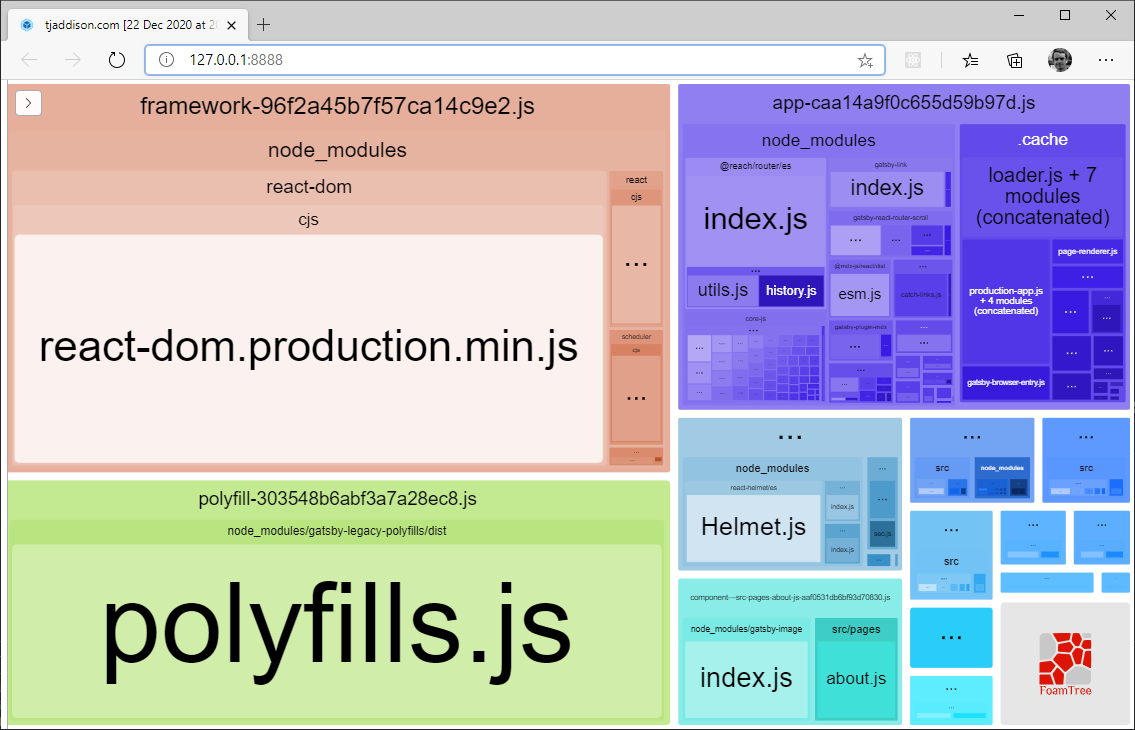 tjaddison.com [22 Dec 2020 at 2
127.0.0.1:8888
framework-96f2a45b7f57ca14c9e2.js
node_modules
react-dom
cjs
react-dom.production.min.js
react
cjs
...
scheduler
cjs
...
...
...
polyfill-303548b6abf3a7a28ec8.js
node_modules/gatsby-legacy-polyfills/dist
polyfills.js
app-caa14a9f0c655d59b97d.js
node_modules
@reach/router/es
index.js
...
utils.js
history.js
core-js
...
gatsby-link
index.js
gatsby-react-router-scroll
...
...
...
@mdx-js/react/dist
esm.js
...
catch-links.js
gatsby-plugin-mdx
...
...
...
.cache
loader.js + 7
modules
(concatenated)
production-app.js
+ 4 modules
(concatenated)
gatsby-browser-entry.js
page-renderer.js
...
...
...
...
...
...
...
node_modules
react-helmet/es
Helmet.js
...
index.js
...
index.js
...
...
seo.js
...
src
node_modules
...
src
...
src
...
...
...
...
...
component---src-pages-about-js-aaf0531db6bf93d70830.js
node_modules/gatsby-image
index.js
src/pages
about.js
FoamTree